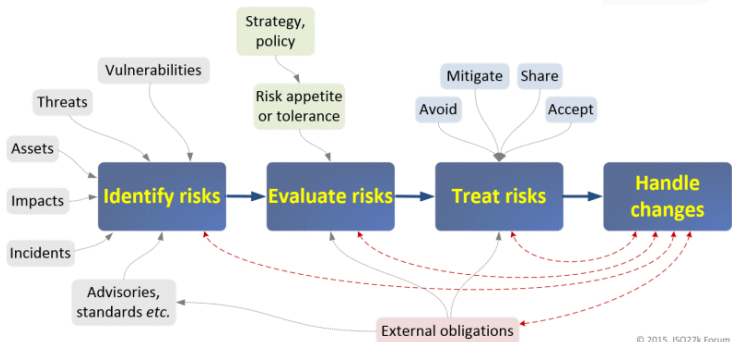 Strategy,
policy
Vulnerabilities
Mitigate
Share
Threats
Risk appetite
or tolerance
Avoid
Accept
Assets
Identify risks
Evaluate risks
Treat risks
Handle
changes
Impacts
Incidents
Advisories,
standards etc.
External obligations
© 2015, ISO27k Forum